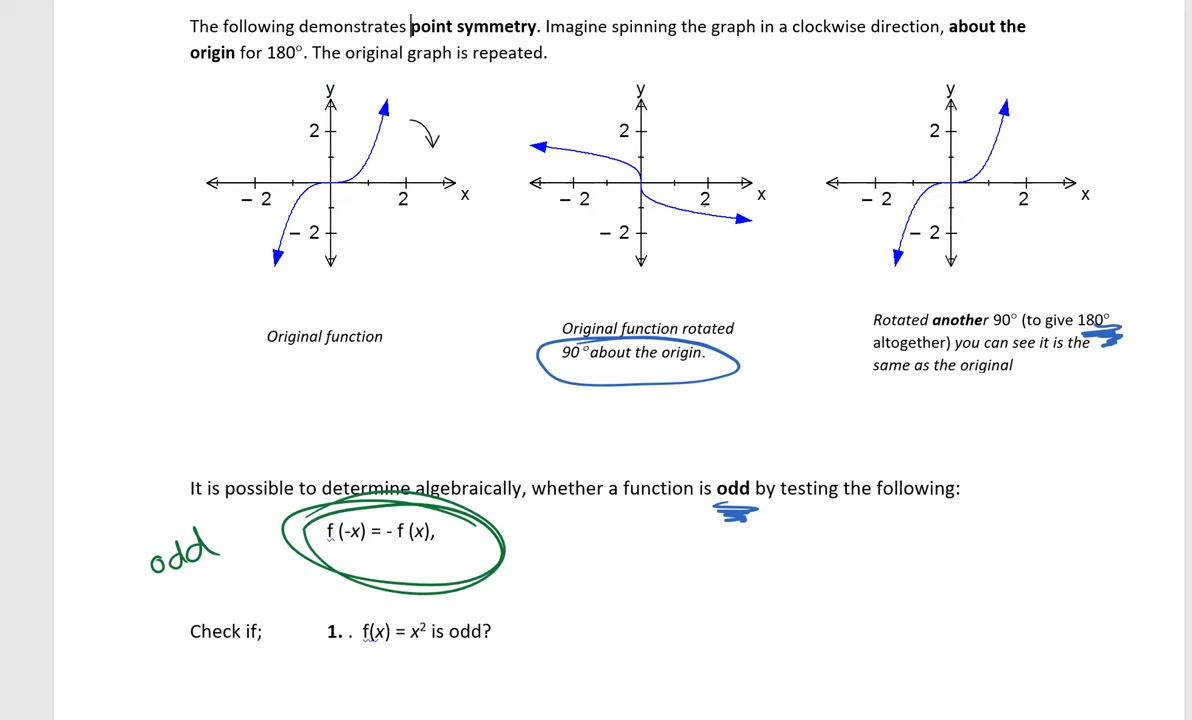 The following demonstrates point symmetry. Imagine spinning the graph in a clockwise direction, about the
origin for 180°. The original graph is repeated.
y
2
x
– 2
2
– 2
y
2
x
– 2
2
– 2
y
2
x
– 2
2
– 2
Original function
Original function rotated
90°about the origin.
Rotated another 90° (to give 180°
altogether) you can see it is the
same as the original
It is possible to determine algebraically, whether a function is odd by testing the following:
f (-x) = - f (x),
odd
Check if; 1. . f(x) = x² is odd?